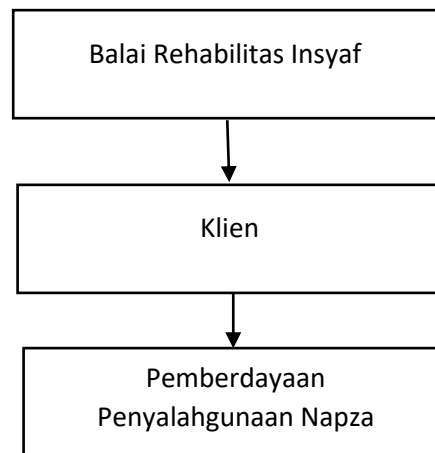 Balai Rehabilitas Insyaf
Klien
Pemberdayaan
Penyalahgunaan Napza